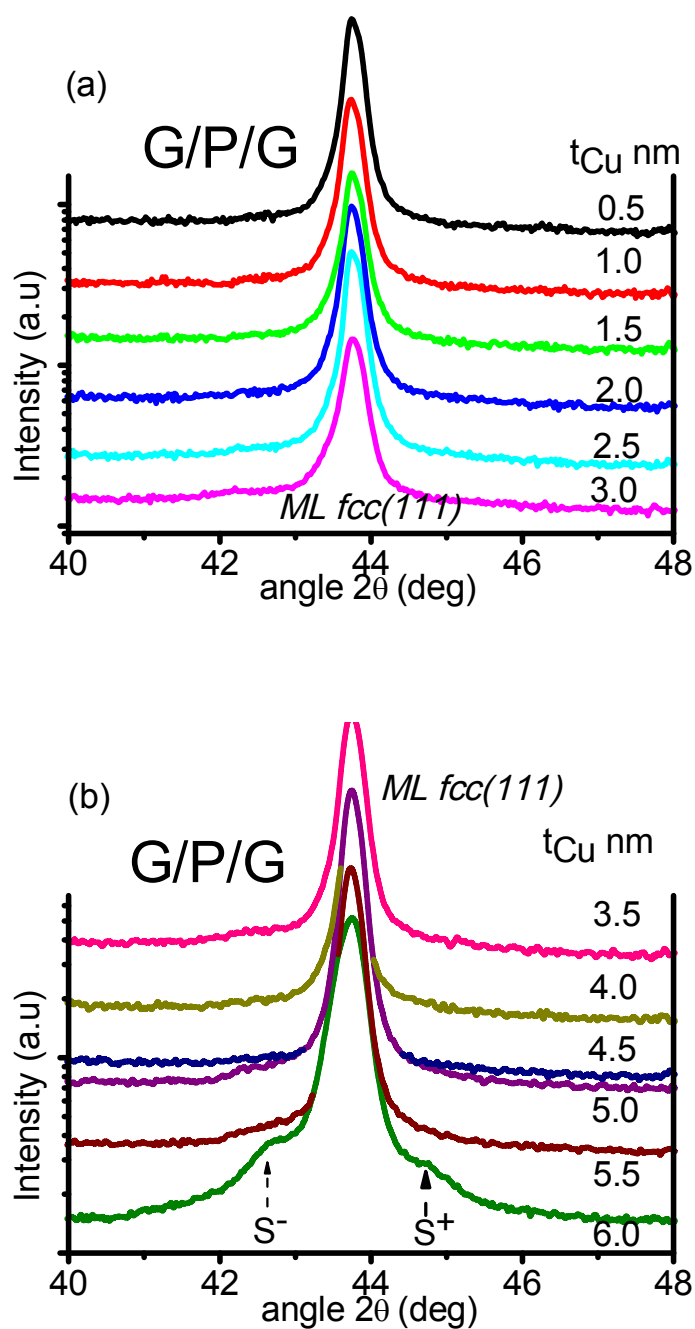 (a)
G/P/G
tCu nm
0.5
1.0
1.5
2.0
2.5
3.0
ML fcc(111)
Intensity (a.u)
40 42 44 46 48
angle 2θ (deg)
(b)
ML fcc(111)
G/P/G
tCu nm
3.5
4.0
4.5
5.0
5.5
6.0
S- S+
Intensity (a.u)
40 42 44 46 48
angle 2θ (deg)